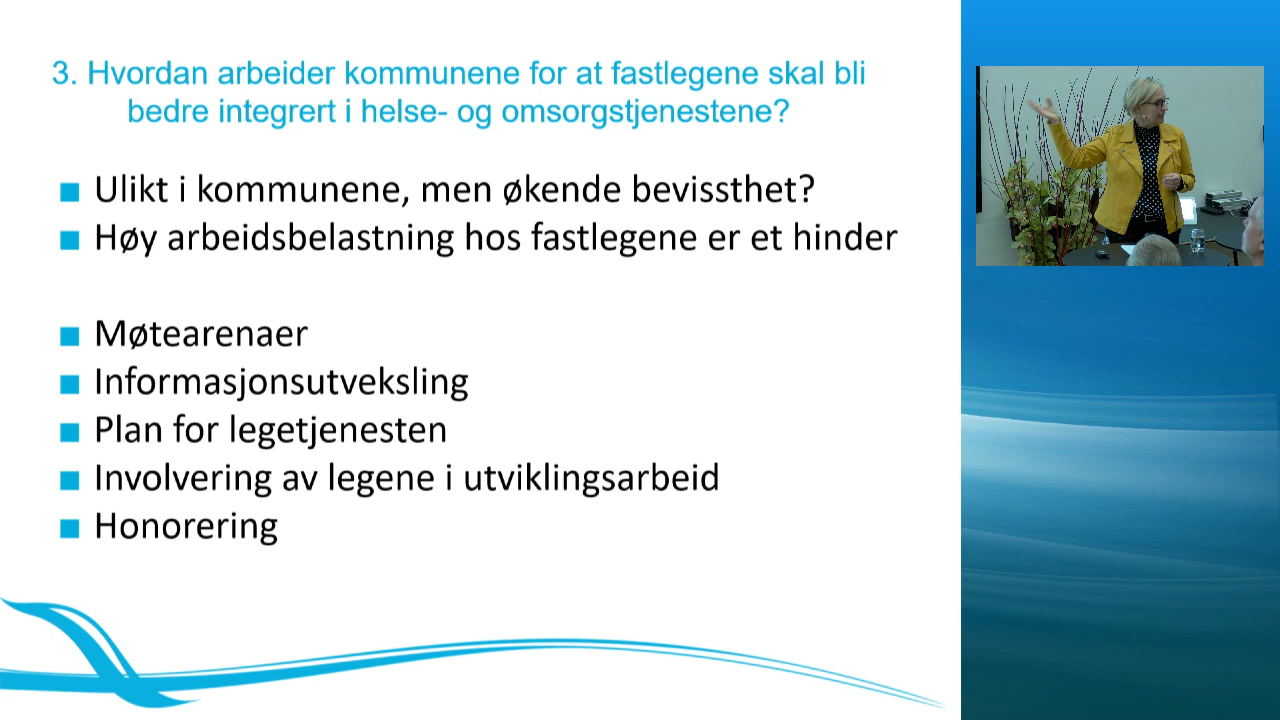 3. Hvordan arbeider kommunene for at fastlegene skal bli
bedre integrert i helse- og omsorgstjenestene?
Ulikt i kommunene, men økende bevissthet?
Høy arbeidsbelastning hos fastlegene er et hinder
Møtearenaer
Informasjonsutveksling
Plan for legetjenesten
Involvering av legene i utviklingsarbeid
Honorering